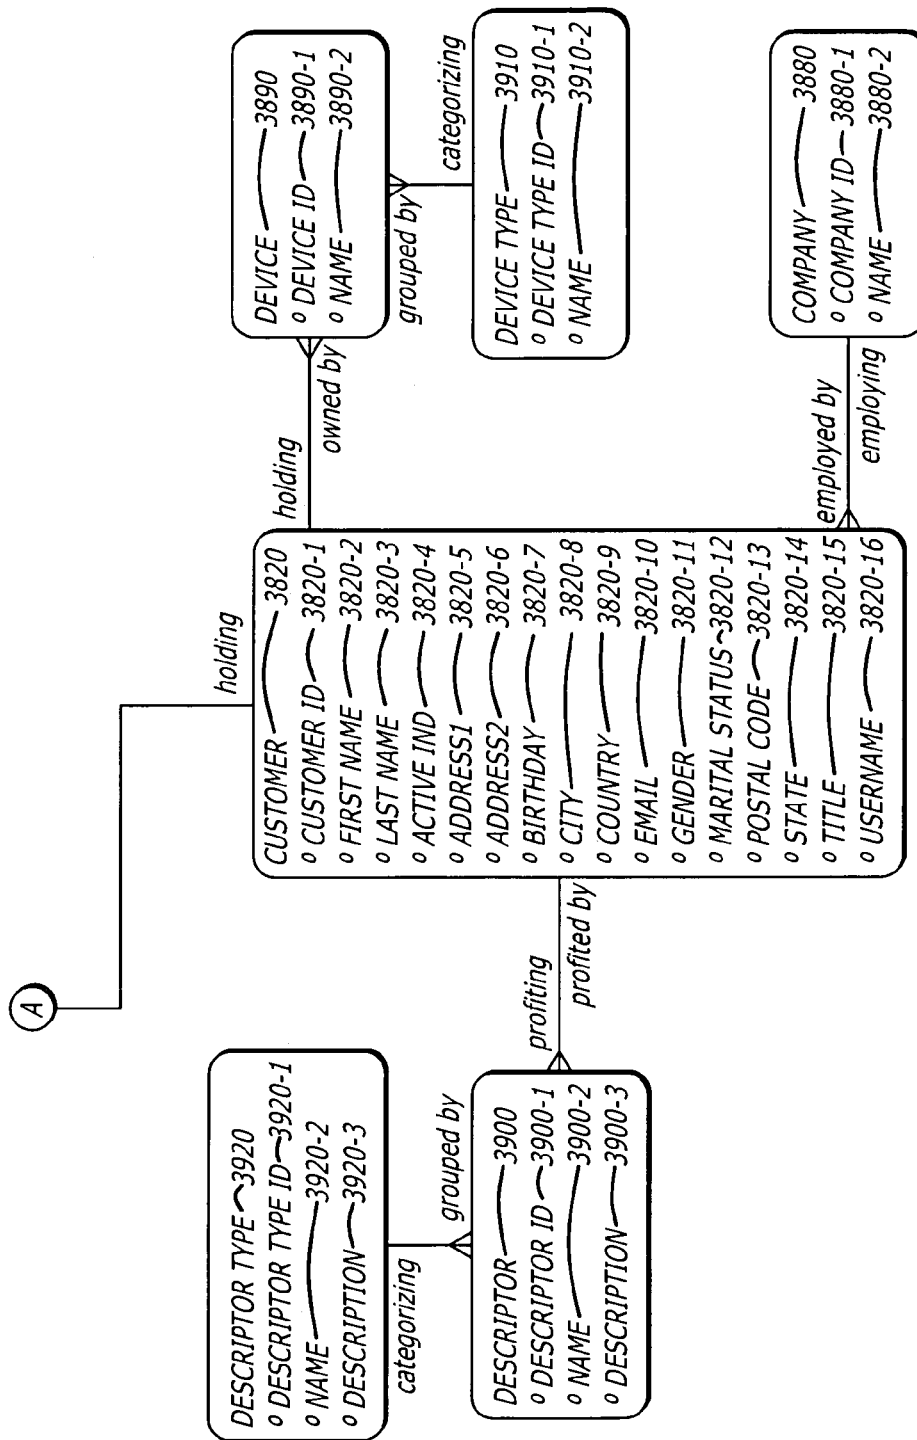 A
holding
DESCRIPTOR TYPE 3920
o DESCRIPTOR TYPE ID 3920-1
o NAME 3920-2
o DESCRIPTION 3920-3
categorizing
grouped by
DESCRIPTOR 3900
o DESCRIPTOR ID 3900-1
o NAME 3900-2
o DESCRIPTION 3900-3
profiting
profited by
CUSTOMER 3820
o CUSTOMER ID 3820-1
o FIRST NAME 3820-2
o LAST NAME 3820-3
o ACTIVE IND 3820-4
o ADDRESS1 3820-5
o ADDRESS2 3820-6
o BIRTHDAY 3820-7
o CITY 3820-8
o COUNTRY 3820-9
o EMAIL 3820-10
o GENDER 3820-11
o MARITAL STATUS 3820-12
o POSTAL CODE 3820-13
o STATE 3820-14
o TITLE 3820-15
o USERNAME 3820-16
holding
owned by
DEVICE 3890
o DEVICE ID 3890-1
o NAME 3890-2
grouped by
categorizing
DEVICE TYPE 3910
o DEVICE TYPE ID 3910-1
o NAME 3910-2
employed by
employing
COMPANY 3880
o COMPANY ID 3880-1
o NAME 3880-2